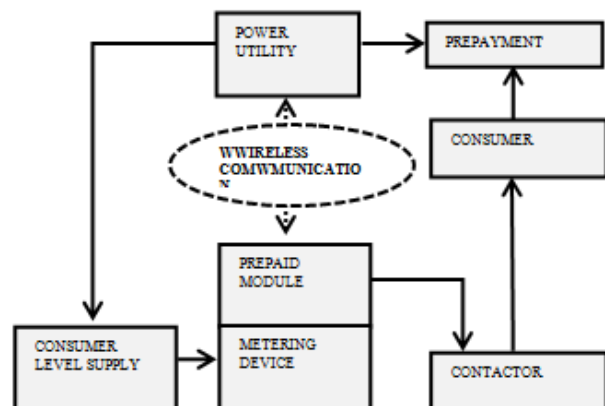 POWER
UTILITY
PREPAYMENT
CONSUMER
WWIRELESS
COMWMUNICATIO
N
PREPAID
MODULE
CONSUMER
LEVEL SUPPLY
METERING
DEVICE
CONTACTOR